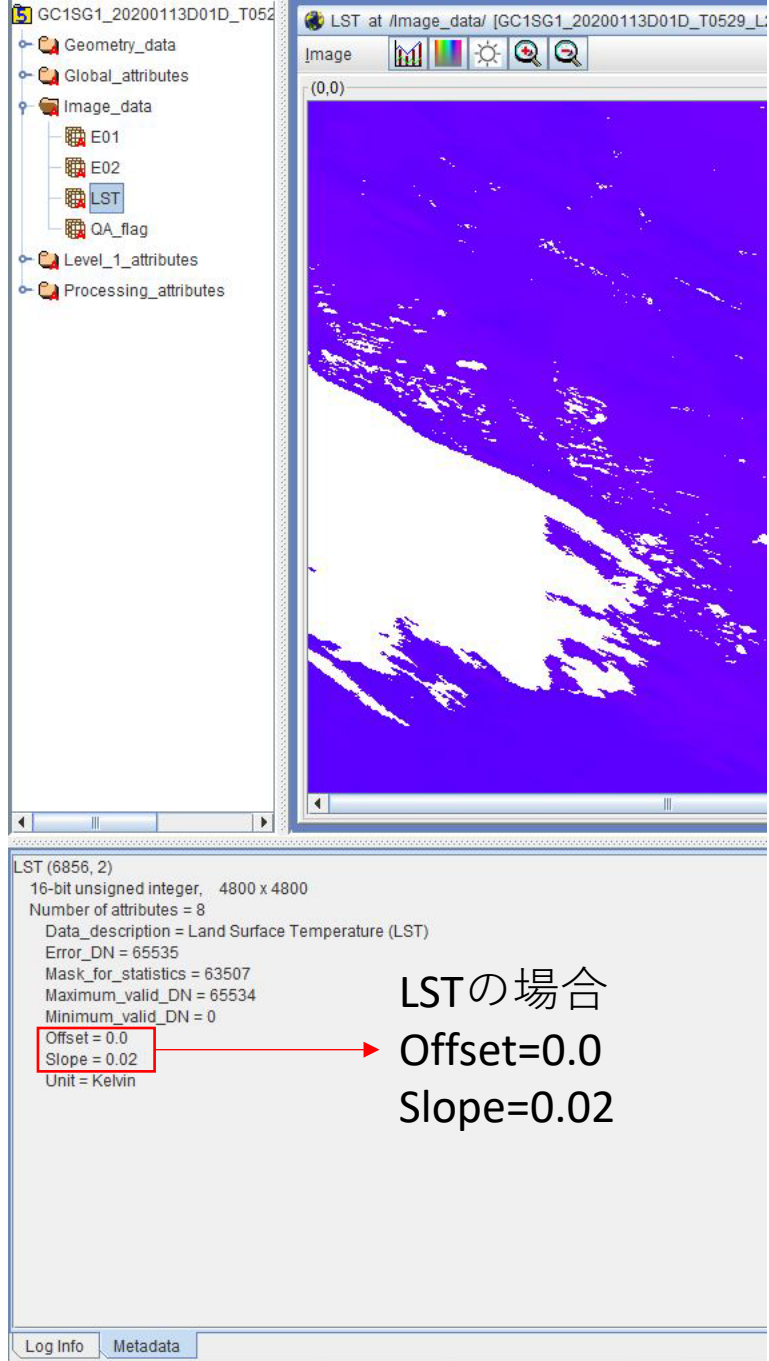 GC1SG1_20200113D01D_T052
Geometry_data
Global_attributes
Image_data
E01
E02
LST
QA_flag
Level_1_attributes
Processing_attributes
LST at /Image_data/ [GC1SG1_20200113D01D_T0529_L2
Image
(0,0)
LST (6856, 2)
16-bit unsigned integer, 4800 x 4800
Number of attributes = 8
Data_description = Land Surface Temperature (LST)
Error_DN = 65535
Mask_for_statistics = 63507
Maximum_valid_DN = 65534
Minimum_valid_DN = 0
Offset = 0.0
Slope = 0.02
Unit = Kelvin
LSTの場合
Offset=0.0
Slope=0.02
Log Info
Metadata